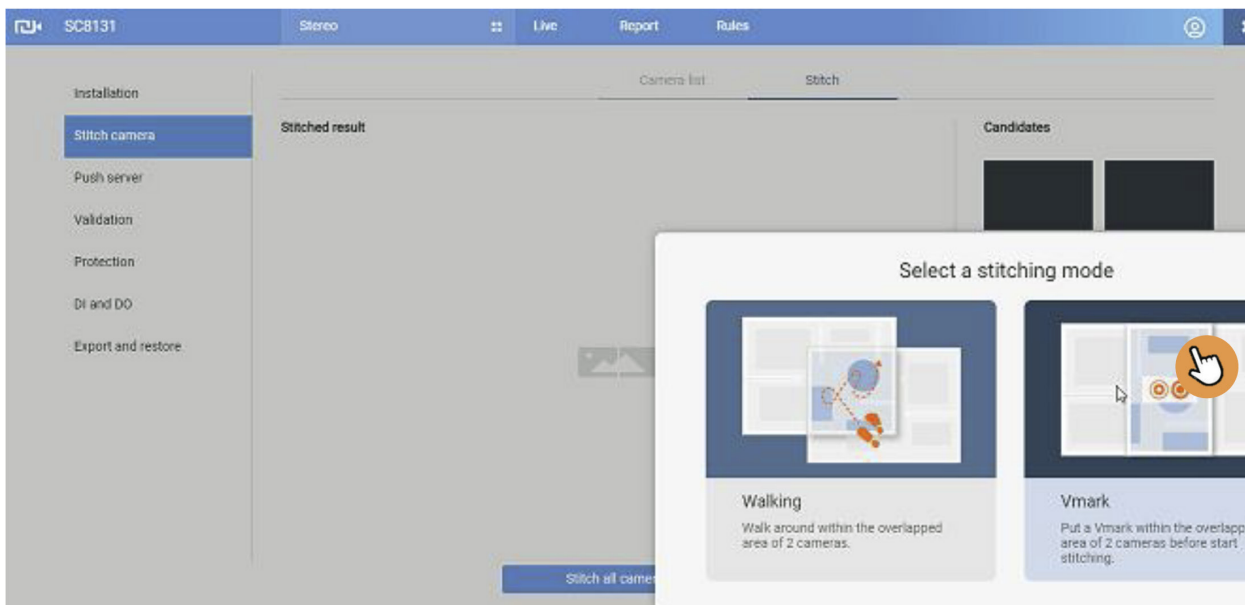 SC8131
Stereo
Live
Report
Rules
Camera list
Stitch
Installation
Stitch camera
Push server
Validation
Protection
DI and DO
Export and restore
Stitched result
Candidates
Select a stitching mode
Walking
Walk around within the overlapped
area of 2 cameras.
Vmark
Put a Vmark within the overlapp
area of 2 cameras before start
stitching.
Stitch all camer